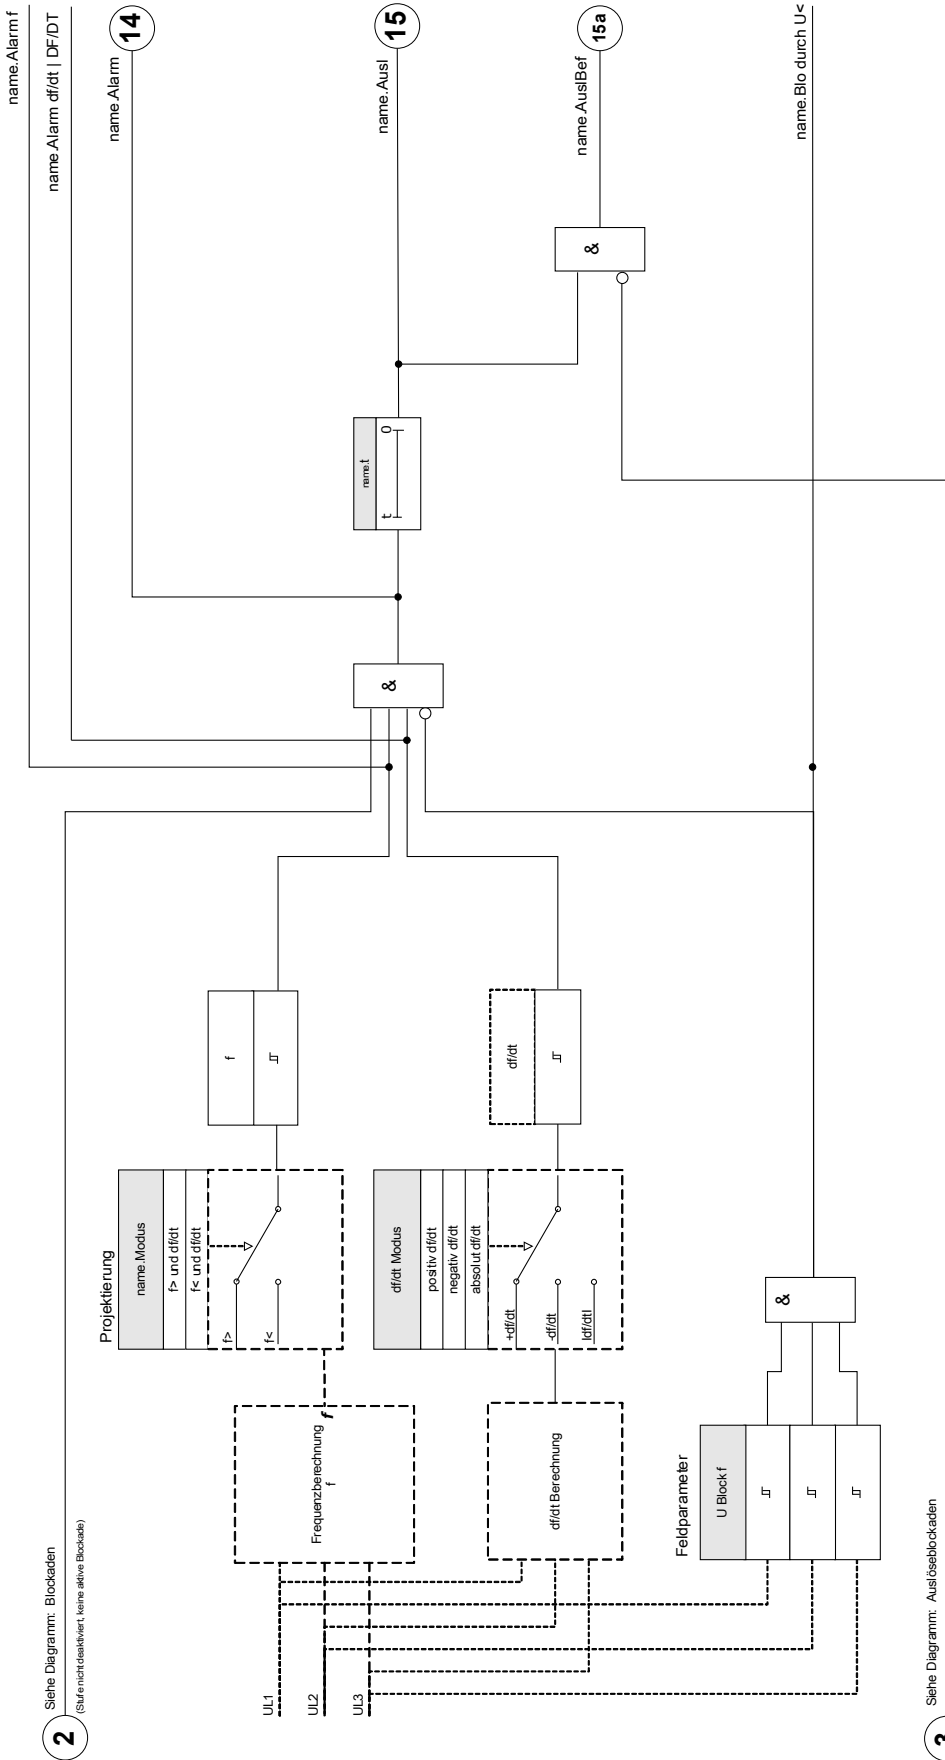 name.Alarm f
name.Alarm df/dt | DF/DT
14
name.Alarm
15
name.Ausl
15a
name.AuslBef
name.Blo durch U<
&
name.t
t
0
&
2
Siehe Diagramm: Blockaden
(Stufe nicht deaktiviert, keine aktive Blockade)
Projektierung
name.Modus
f> und df/dt
f< und df/dt
f>
f<
f
df/dt Modus
positiv df/dt
negativ df/dt
absolut df/dt
+df/dt
-df/dt
|df/dt|
df/dt
Frequenzberechnung
f
f
df/dt Berechnung
UL1
UL2
UL3
Feldparameter
U Block f
&
3
Siehe Diagramm: Auslöseblockaden